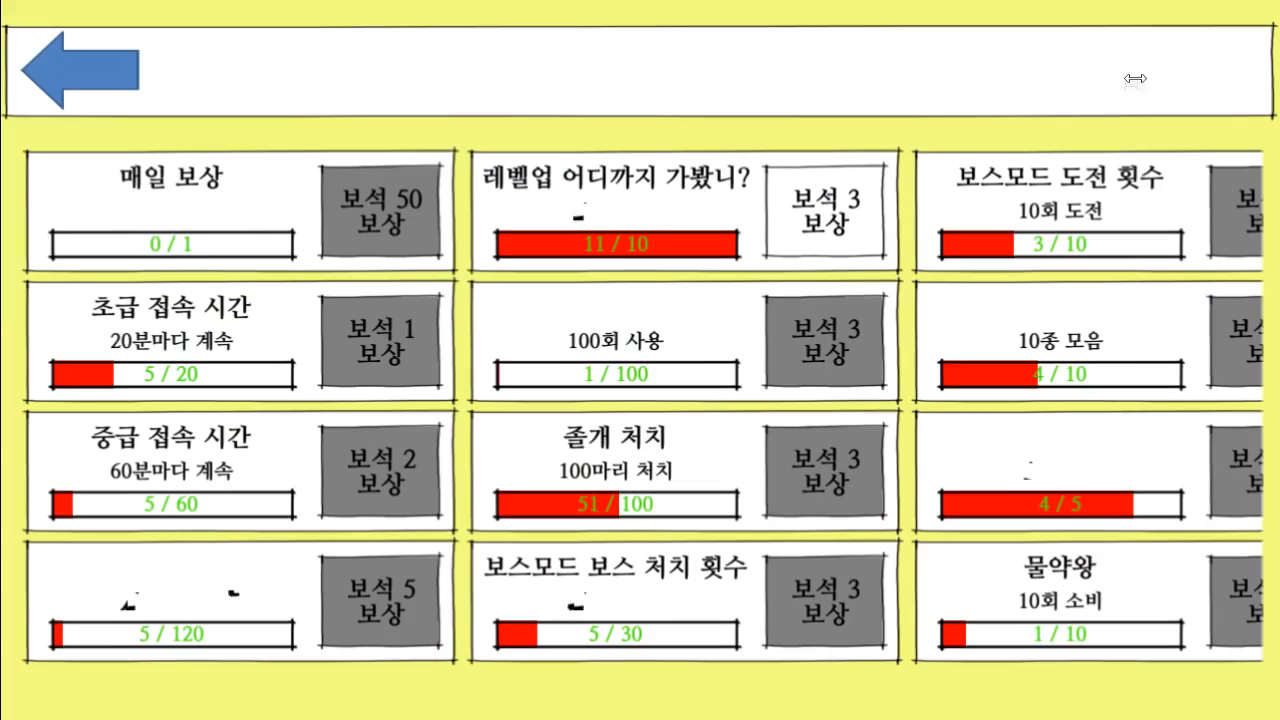 매일 보상
보석 50
보상
0 / 1
레벨업 어디까지 가봤니?
보석 3
보상
11 / 10
보스모드 도전 횟수
10회 도전
3 / 10
초급 접속 시간
20분마다 계속
보석 1
보상
5 / 20
100회 사용
보석 3
보상
1 / 100
10종 모음
4 / 10
중급 접속 시간
60분마다 계속
보석 2
보상
5 / 60
졸개 처치
100마리 처치
보석 3
보상
51 / 100
4 / 5
보석 5
보상
5 / 120
보스모드 보스 처치 횟수
보석 3
보상
5 / 30
물약왕
10회 소비
1 / 10